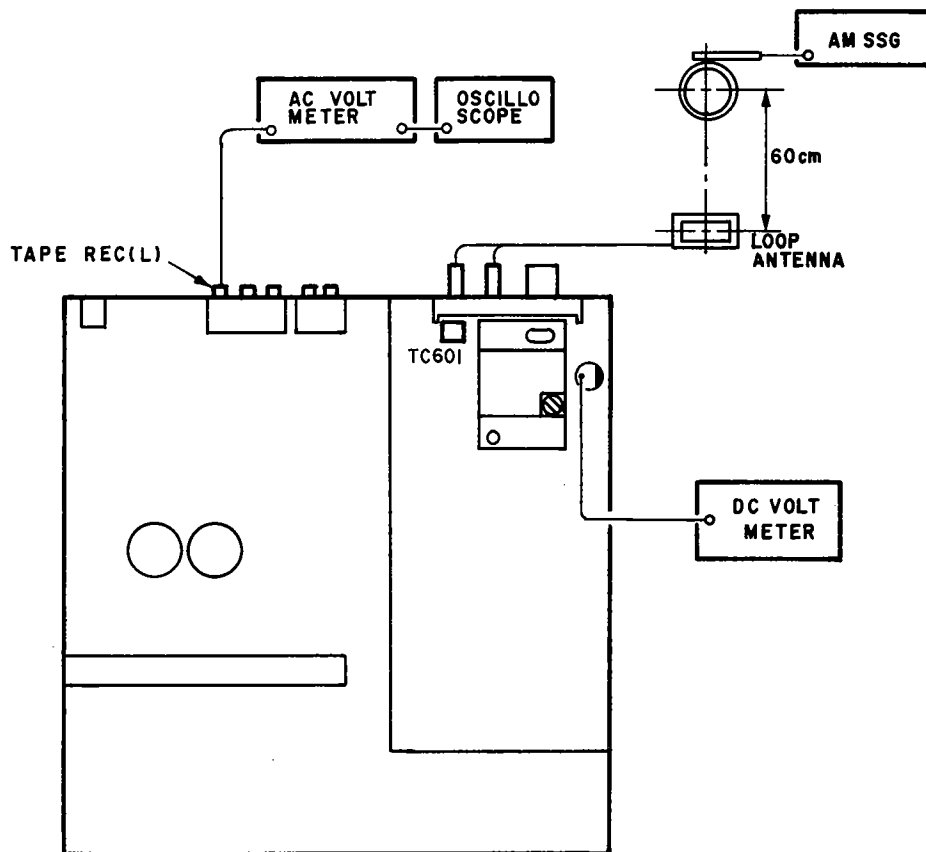 AM SSG
AC VOLT
METER
OSCILLO
SCOPE
60cm
TAPE REC(L)
LOOP
ANTENNA
TC601
DC VOLT
METER